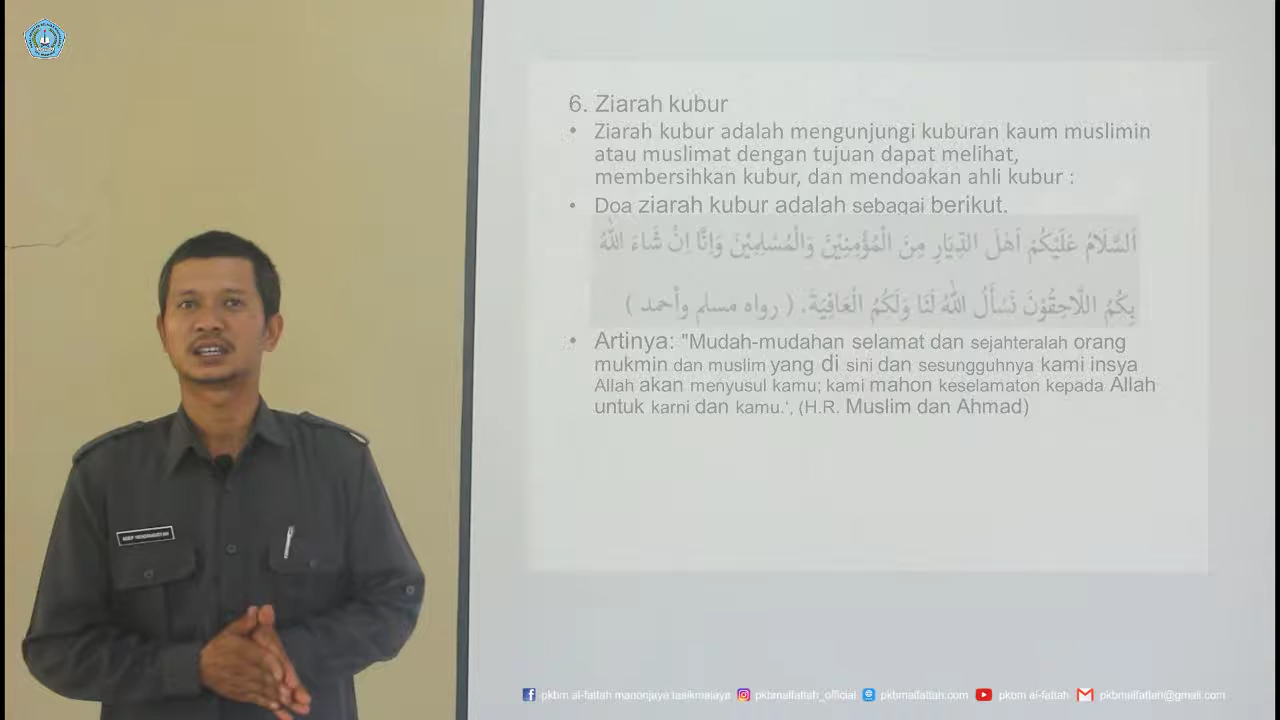 6. Ziarah kubur
• Ziarah kubur adalah mengunjungi kuburan kaum muslimin
atau muslimat dengan tujuan dapat melihat,
membersihkan kubur, dan mendoakan ahli kubur :
• Doa ziarah kubur adalah sebagai berikut.
اَلسَّلَامُ عَلَيْكُمْ اَهْلَ الدِّيَارِ مِنَ الْمُؤْمِنِيْنَ وَالْمُسْلِمِيْنَ وَاِنَّا اِنْ شَاءَ اللّٰهُ
بِكُمُ اللَّاحِقُوْنَ نَسْأَلُ اللّٰهَ لَنَا وَلَكُمُ الْعَافِيَةَ. ( رواه مسلم وأحمد )
• Artinya: "Mudah-mudahan selamat dan sejahteralah orang
mukmin dan muslim yang di sini dan sesungguhnya kami insya
Allah akan menyusul kamu; kami mahon keselamaton kepada Allah
untuk karni dan kamu.‘, (H.R. Muslim dan Ahmad)
pkbm al-fattah manonjaya tasikmalaya pkbmalfattah_official pkbmalfattah.com pkbm al-fattah pkbmalfattah@gmail.com